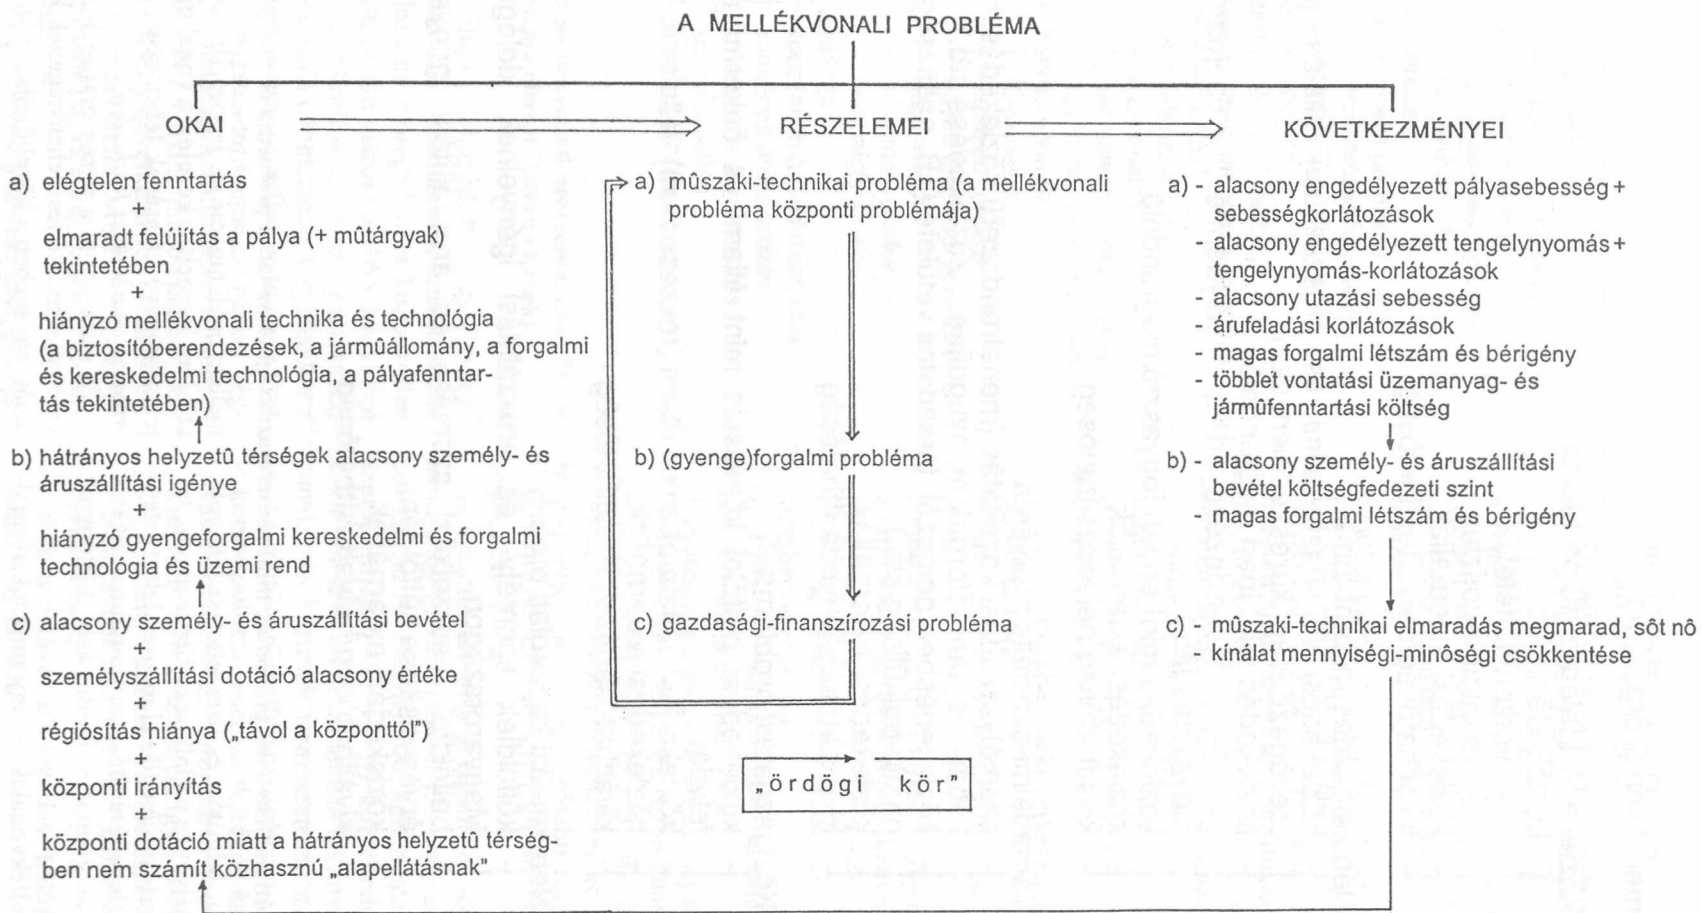 A MELLÉKVONALI PROBLÉMA
OKAI
a) elégtelen fenntartás
+
elmaradt felújítás a pálya (+ mûtárgyak)
tekintetében
+
hiányzó mellékvonali technika és technológia
(a biztosítóberendezések, a jármûállomány, a forgalmi
és kereskedelmi technológia, a pályafenntar-
tás tekintetében)
b) hátrányos helyzetû térségek alacsony személy- és
áruszállítási igénye
+
hiányzó gyengeforgalmi kereskedelmi és forgalmi
technológia és üzemi rend
c) alacsony személy- és áruszállítási bevétel
+
személyszállítási dotáció alacsony értéke
+
régiósítás hiánya („távol a központtól")
+
központi irányítás
+
központi dotáció miatt a hátrányos helyzetû térség-
ben nem számít közhasznú „alapellátásnak"
RÉSZELEMEI
a) mûszaki-technikai probléma (a mellékvonali
probléma központi problémája)
b) (gyenge)forgalmi probléma
c) gazdasági-finanszírozási probléma
„ördögi kör"
KÖVETKEZMÉNYEI
a) - alacsony engedélyezett pályasebesség +
sebességkorlátozások
- alacsony engedélyezett tengelynyomás +
tengelynyomás-korlátozások
- alacsony utazási sebesség
- árufeladási korlátozások
- magas forgalmi létszám és bérigény
- többlet vontatási üzemanyag- és
jármûfenntartási költség
b) - alacsony személy- és áruszállítási
bevétel költségfedezeti szint
- magas forgalmi létszám és bérigény
c) - mûszaki-technikai elmaradás megmarad, sôt nô
- kínálat mennyiségi-minôségi csökkentése